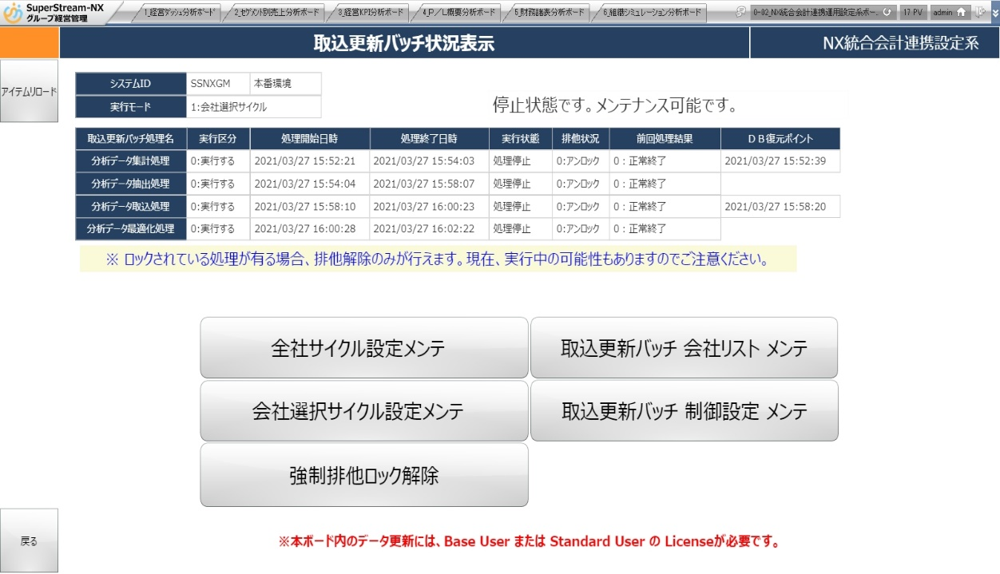 SuperStream-NX
グループ経営管理
1_経営ダッシュ分析ボード
2_セグメント別売上分析ボード
3_経営KPI分析ボード
4_P/L概要分析ボード
5_財務諸表分析ボード
6_組織シミュレーション分析ボード
0-02_NX統合会計連携運用設定系ボー..
17 PV
admin
取込更新バッチ状況表示
NX統合会計連携設定系
アイテムリロード
システムID SSNXGM 本番環境
実行モード 1:会社選択サイクル
停止状態です。メンテナンス可能です。
取込更新バッチ処理名 実行区分 処理開始日時 処理終了日時 実行状態 排他状況 前回処理結果 DB復元ポイント
分析データ集計処理 0:実行する 2021/03/27 15:52:21 2021/03/27 15:54:03 処理停止 0:アンロック 0:正常終了 2021/03/27 15:52:39
分析データ抽出処理 0:実行する 2021/03/27 15:54:04 2021/03/27 15:58:07 処理停止 0:アンロック 0:正常終了
分析データ取込処理 0:実行する 2021/03/27 15:58:10 2021/03/27 16:00:23 処理停止 0:アンロック 0:正常終了 2021/03/27 15:58:20
分析データ最適化処理 0:実行する 2021/03/27 16:00:28 2021/03/27 16:02:22 処理停止 0:アンロック 0:正常終了
※ ロックされている処理が有る場合、排他解除のみが行えます。現在、実行中の可能性もありますのでご注意ください。
全社サイクル設定メンテ
取込更新バッチ 会社リスト メンテ
会社選択サイクル設定メンテ
取込更新バッチ 制御設定 メンテ
強制排他ロック解除
戻る
※本ボード内のデータ更新には、Base User または Standard User の Licenseが必要です。